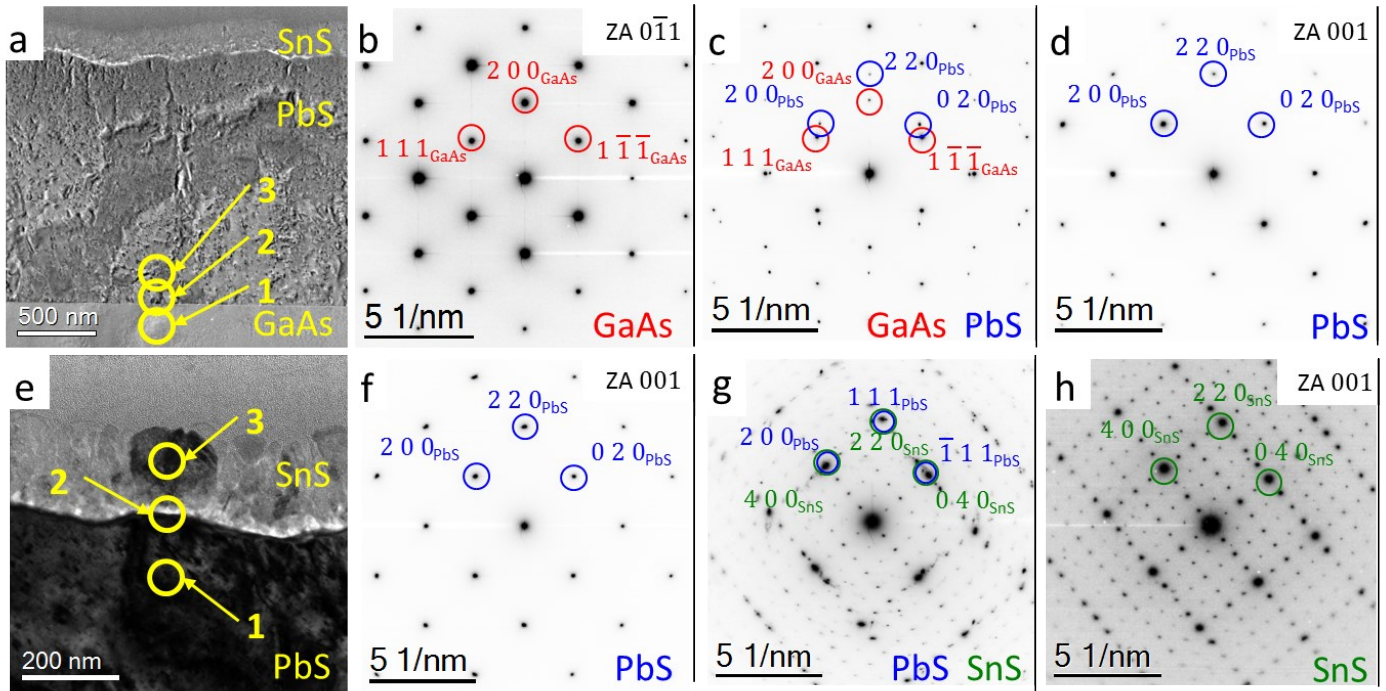 a
SnS
PbS
3
2
1
GaAs
500 nm
b
ZA 01̅1
2 0 0GaAs
1 1 1GaAs
1 1̅ 1̅GaAs
5 1/nm
GaAs
c
2 2 0PbS
2 0 0GaAs
2 0 0PbS
0 2 0PbS
1 1 1GaAs
1 1̅ 1̅GaAs
5 1/nm
GaAs PbS
d
ZA 001
2 2 0PbS
2 0 0PbS
0 2 0PbS
5 1/nm
PbS
e
3
SnS
2
1
PbS
200 nm
f
ZA 001
2 2 0PbS
2 0 0PbS
0 2 0PbS
5 1/nm
PbS
g
1 1 1PbS
2 0 0PbS
2 2 0SnS
1̅ 1 1PbS
4 0 0SnS
0 4 0SnS
5 1/nm
PbS SnS
h
ZA 001
2 2 0SnS
4 0 0SnS
0 4 0SnS
5 1/nm
SnS